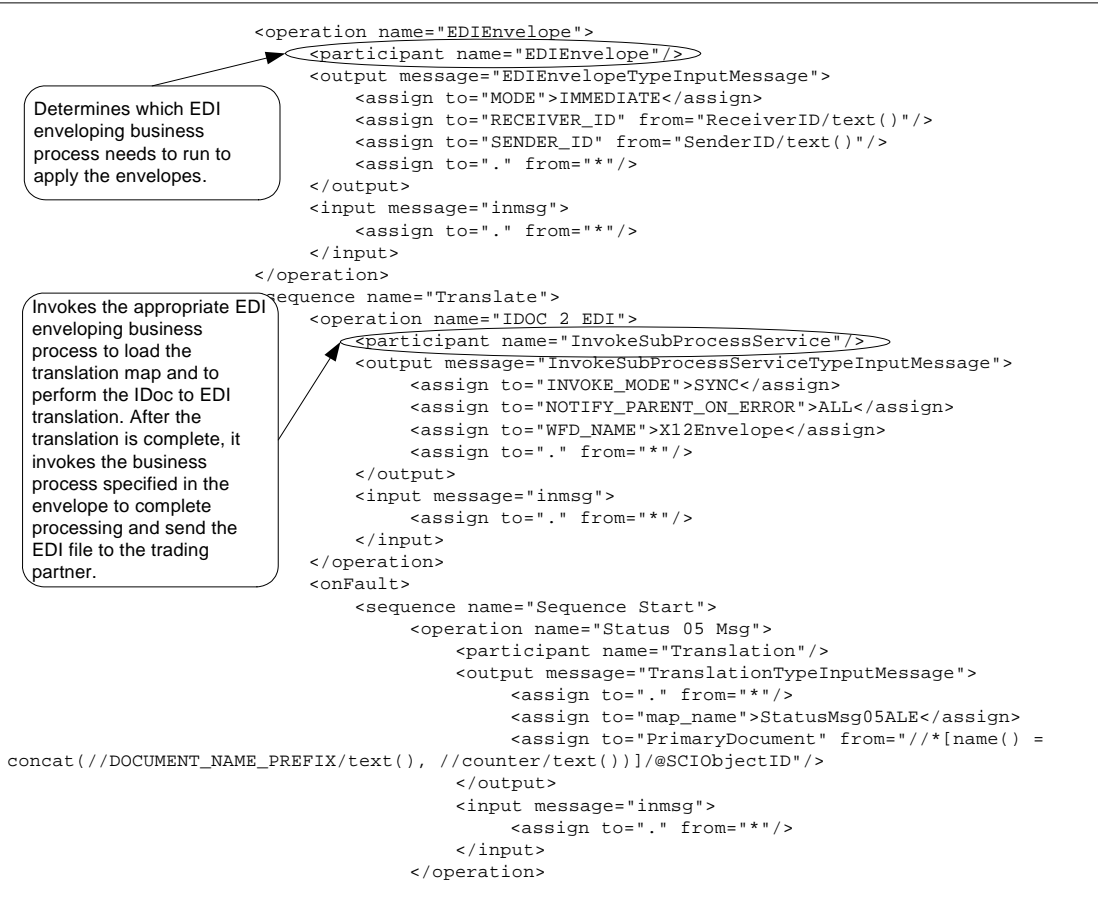 <operation name="EDIEnvelope">
<participant name="EDIEnvelope"/>
<output message="EDIEnvelopeTypeInputMessage">
<assign to="MODE">IMMEDIATE</assign>
<assign to="RECEIVER_ID" from="ReceiverID/text()"/>
<assign to="SENDER_ID" from="SenderID/text()"/>
<assign to="." from="*"/>
</output>
<input message="inmsg">
<assign to="." from="*"/>
</input>
</operation>
Determines which EDI
enveloping business
process needs to run to
apply the envelopes.
sequence name="Translate">
<operation name="IDOC 2 EDI">
<participant name="InvokeSubProcessService"/>
<output message="InvokeSubProcessServiceTypeInputMessage">
<assign to="INVOKE_MODE">SYNC</assign>
<assign to="NOTIFY_PARENT_ON_ERROR">ALL</assign>
<assign to="WFD_NAME">X12Envelope</assign>
<assign to="." from="*"/>
</output>
<input message="inmsg">
<assign to="." from="*"/>
</input>
</operation>
Invokes the appropriate EDI
enveloping business
process to load the
translation map and to
perform the IDoc to EDI
translation. After the
translation is complete, it
invokes the business
process specified in the
envelope to complete
processing and send the
EDI file to the trading
partner.
<onFault>
<sequence name="Sequence Start">
<operation name="Status 05 Msg">
<participant name="Translation"/>
<output message="TranslationTypeInputMessage">
<assign to="." from="*"/>
<assign to="map_name">StatusMsg05ALE</assign>
<assign to="PrimaryDocument" from="//*[name() =
concat(//DOCUMENT_NAME_PREFIX/text(), //counter/text())]/@SCIObjectID"/>
</output>
<input message="inmsg">
<assign to="." from="*"/>
</input>
</operation>